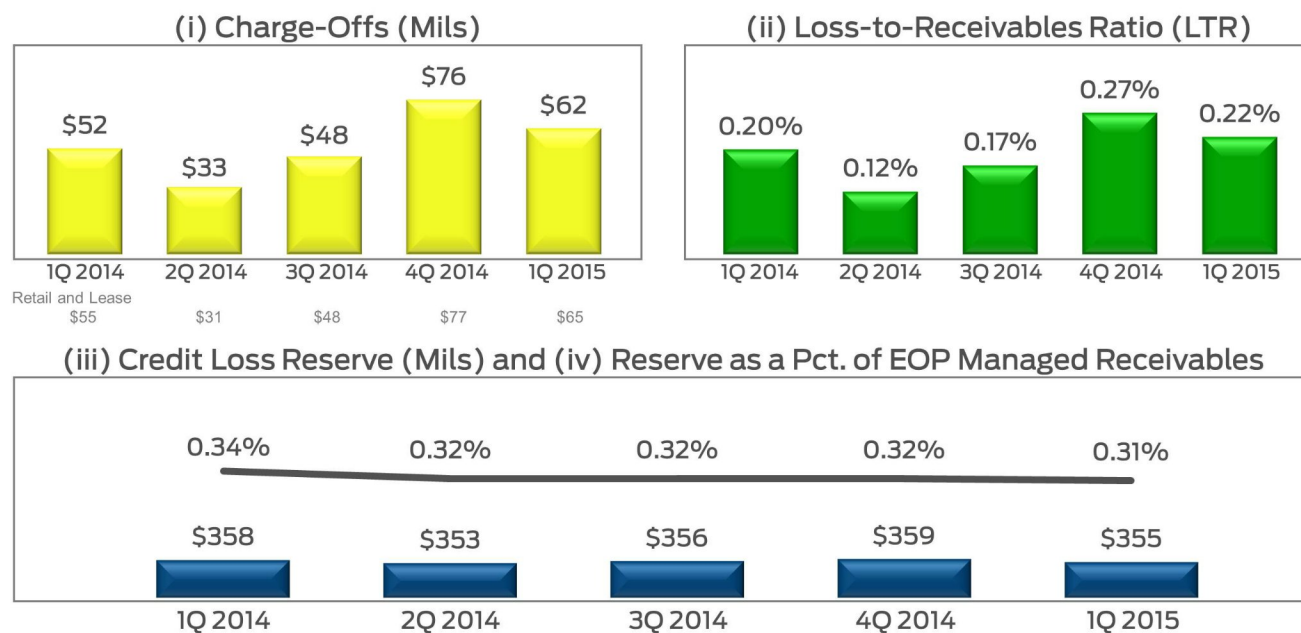 (i) Charge-Offs (Mils)
$52
$33
$48
$76
$62
1Q 2014
2Q 2014
3Q 2014
4Q 2014
1Q 2015
Retail and Lease
$55
$31
$48
$77
$65
(ii) Loss-to-Receivables Ratio (LTR)
0.20%
0.12%
0.17%
0.27%
0.22%
1Q 2014
2Q 2014
3Q 2014
4Q 2014
1Q 2015
(iii) Credit Loss Reserve (Mils) and (iv) Reserve as a Pct. of EOP Managed Receivables
0.34%
0.32%
0.32%
0.32%
0.31%
$358
$353
$356
$359
$355
1Q 2014
2Q 2014
3Q 2014
4Q 2014
1Q 2015